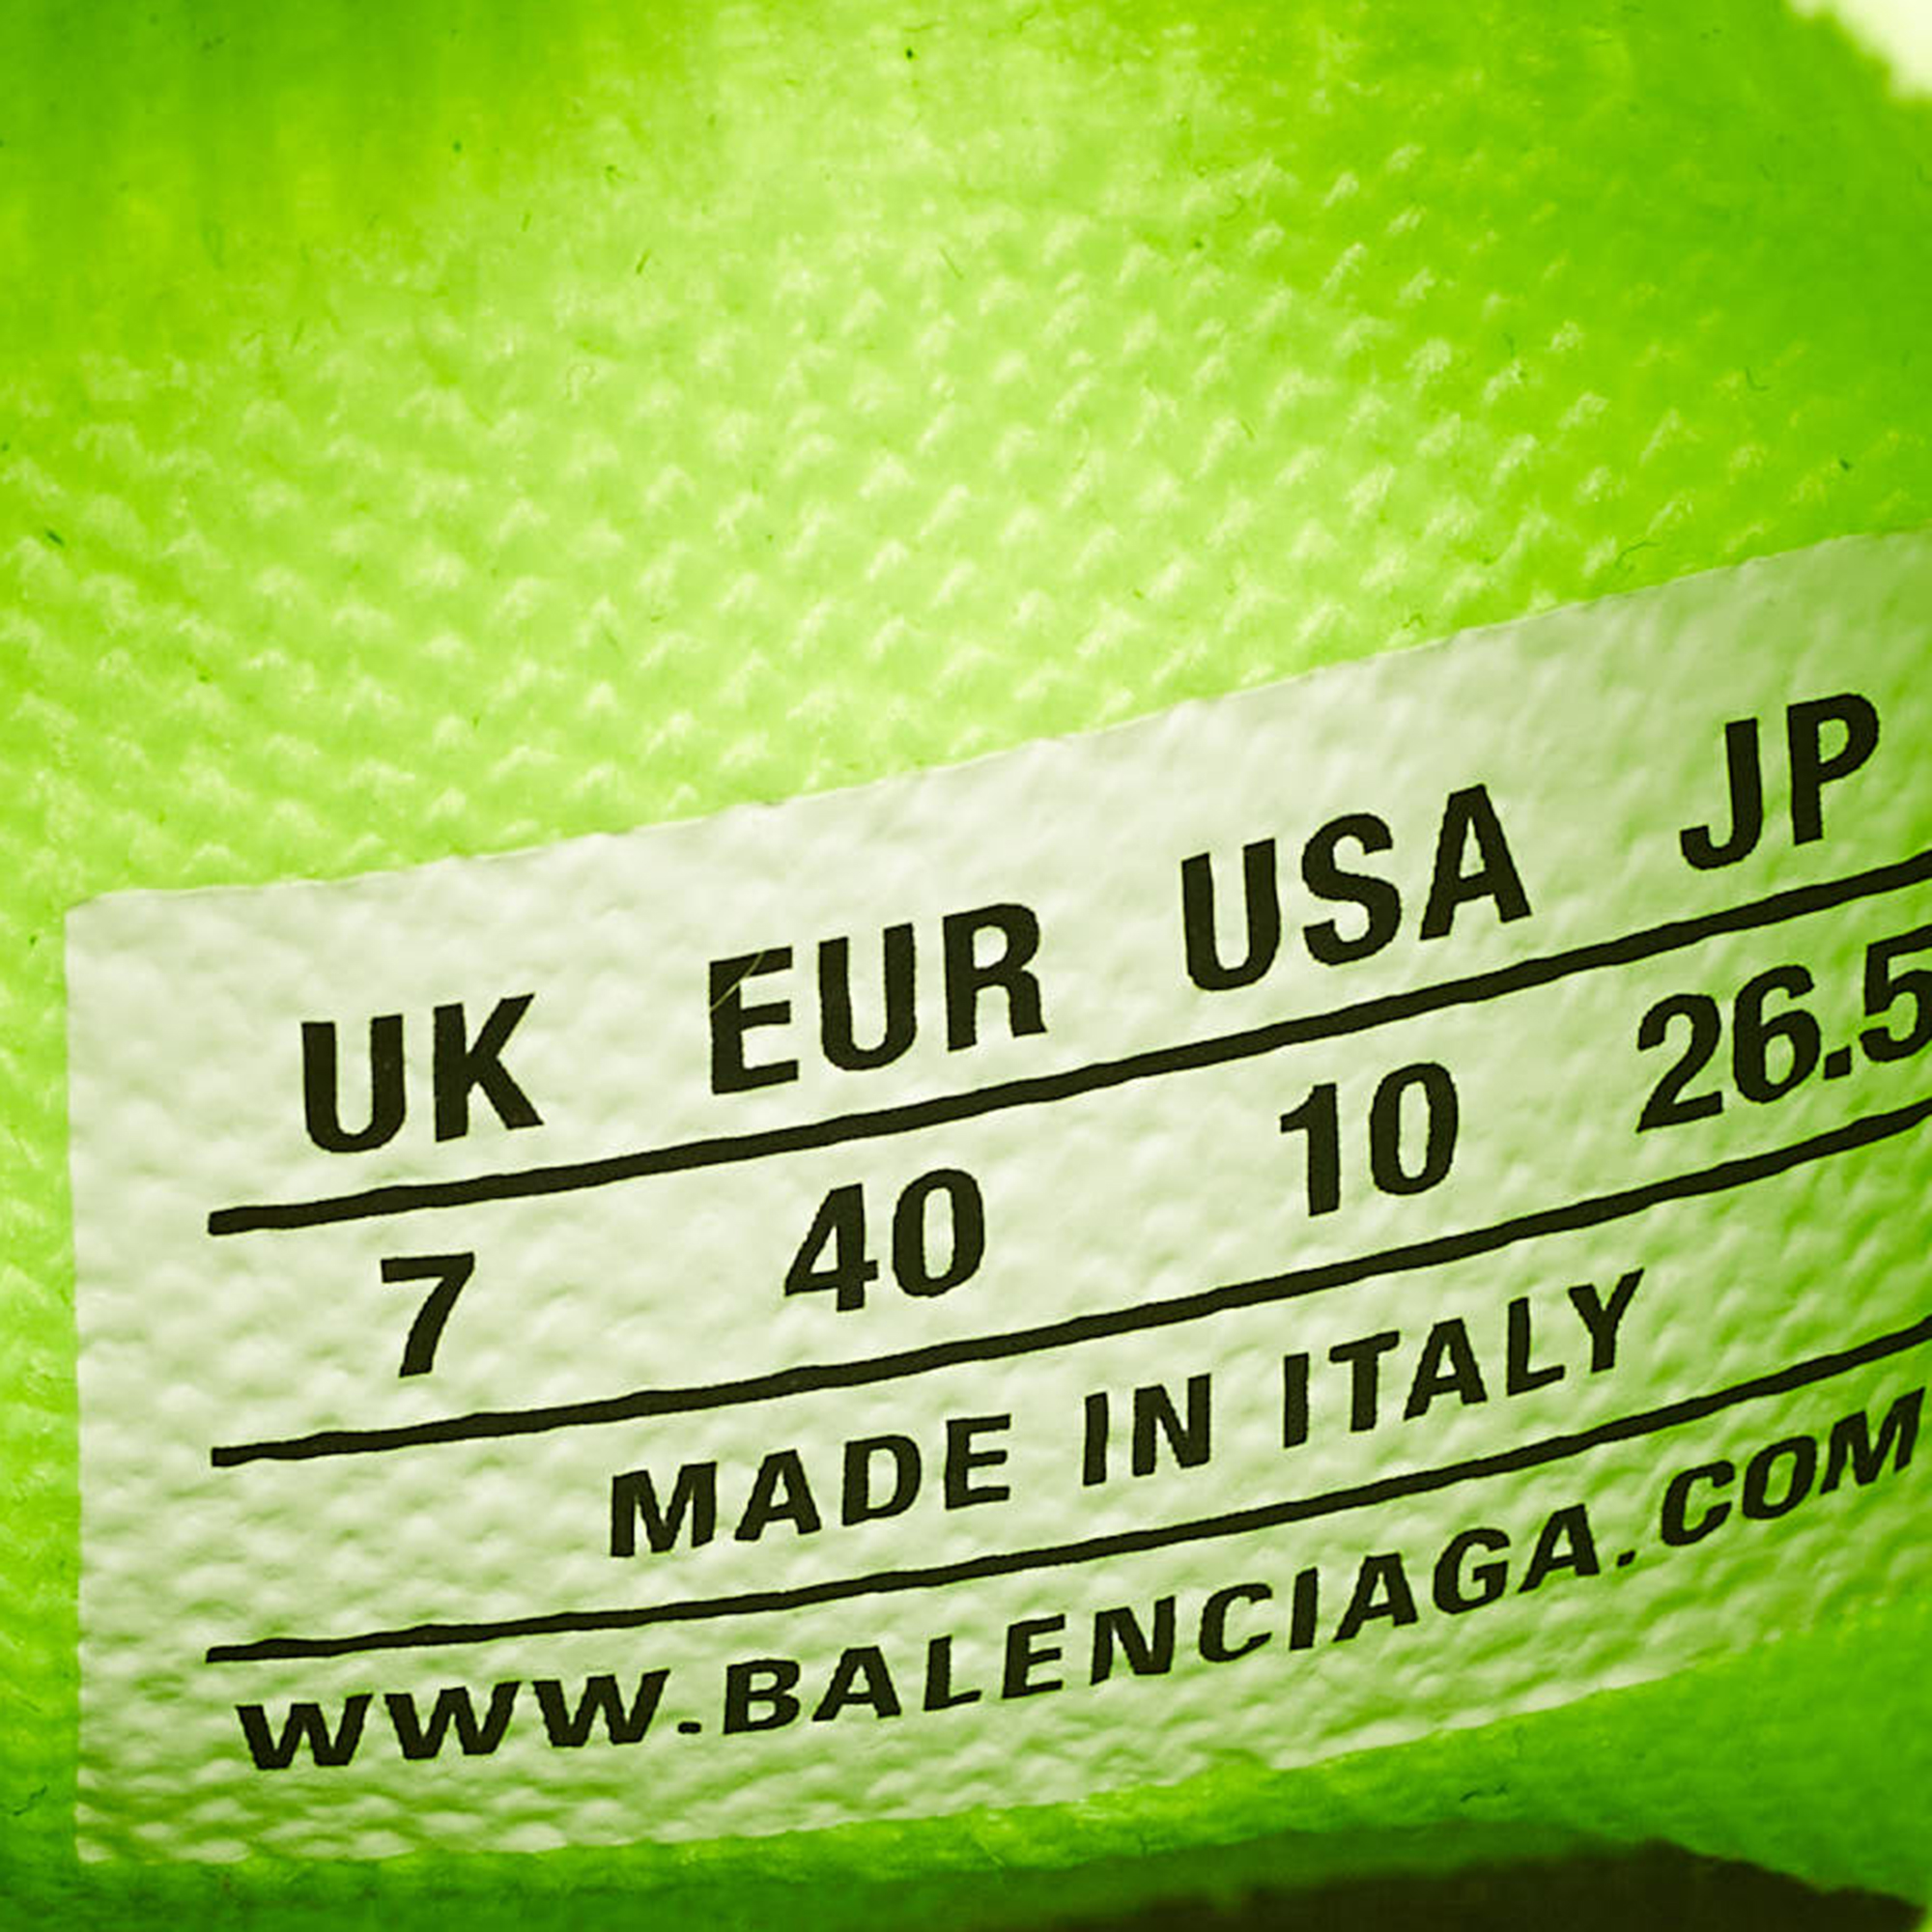 UK EUR USA JP
7 40 10 26.5
MADE IN ITALY
WWW.BALENCIAGA.COM